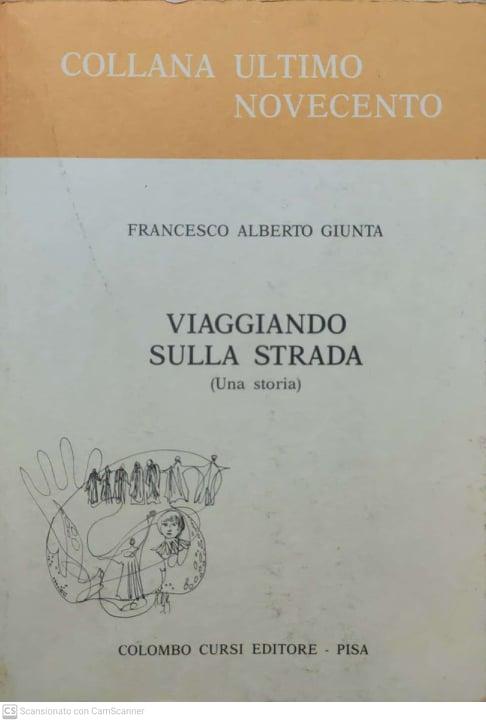 COLLANA ULTIMO
NOVECENTO
FRANCESCO ALBERTO GIUNTA
VIAGGIANDO
SULLA STRADA
(Una storia)
COLOMBO CURSI EDITORE - PISA
CS Scansionato con CamScanner